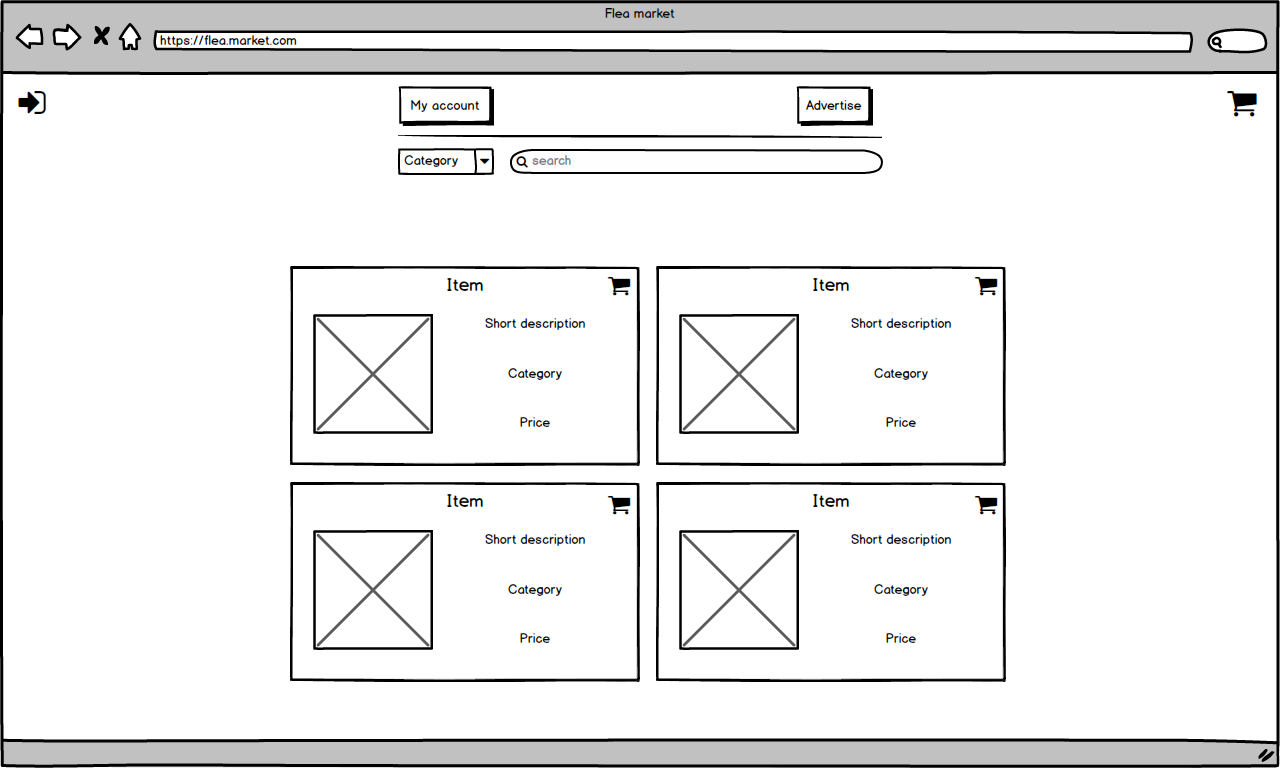 Flea market
https://flea.market.com
My account
Advertise
Category
search
Item
Short description
Category
Price
Item
Short description
Category
Price
Item
Short description
Category
Price
Item
Short description
Category
Price